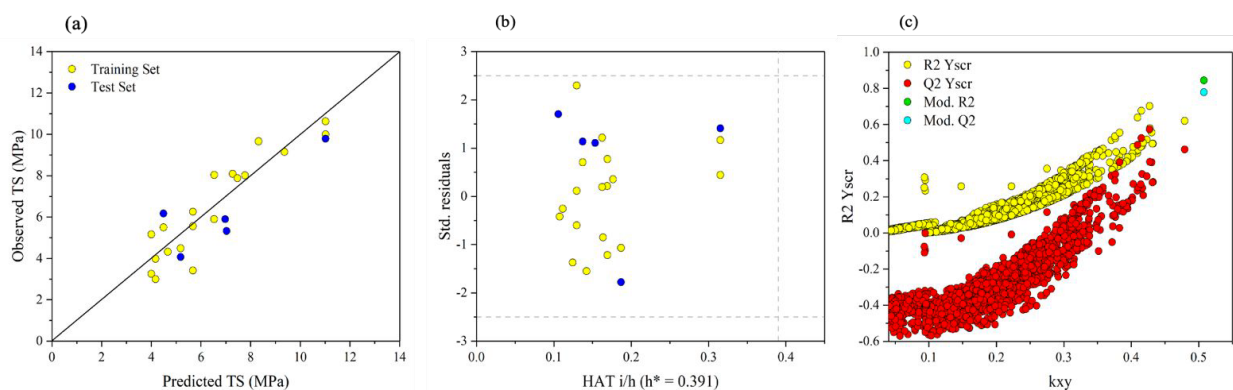 (a)
14
12
10
8
6
4
2
0
0 2 4 6 8 10 12 14
Observed TS (MPa)
Predicted TS (MPa)
Training Set
Test Set
(b)
3
2
1
0
-1
-2
-3
0.0 0.1 0.2 0.3 0.4
Std. residuals
HAT i/h (h* = 0.391)
(c)
1.0
0.8
0.6
0.4
0.2
0.0
-0.2
-0.4
-0.6
0.1 0.2 0.3 0.4 0.5
R2 Yscr
kxy
R2 Yscr
Q2 Yscr
Mod. R2
Mod. Q2